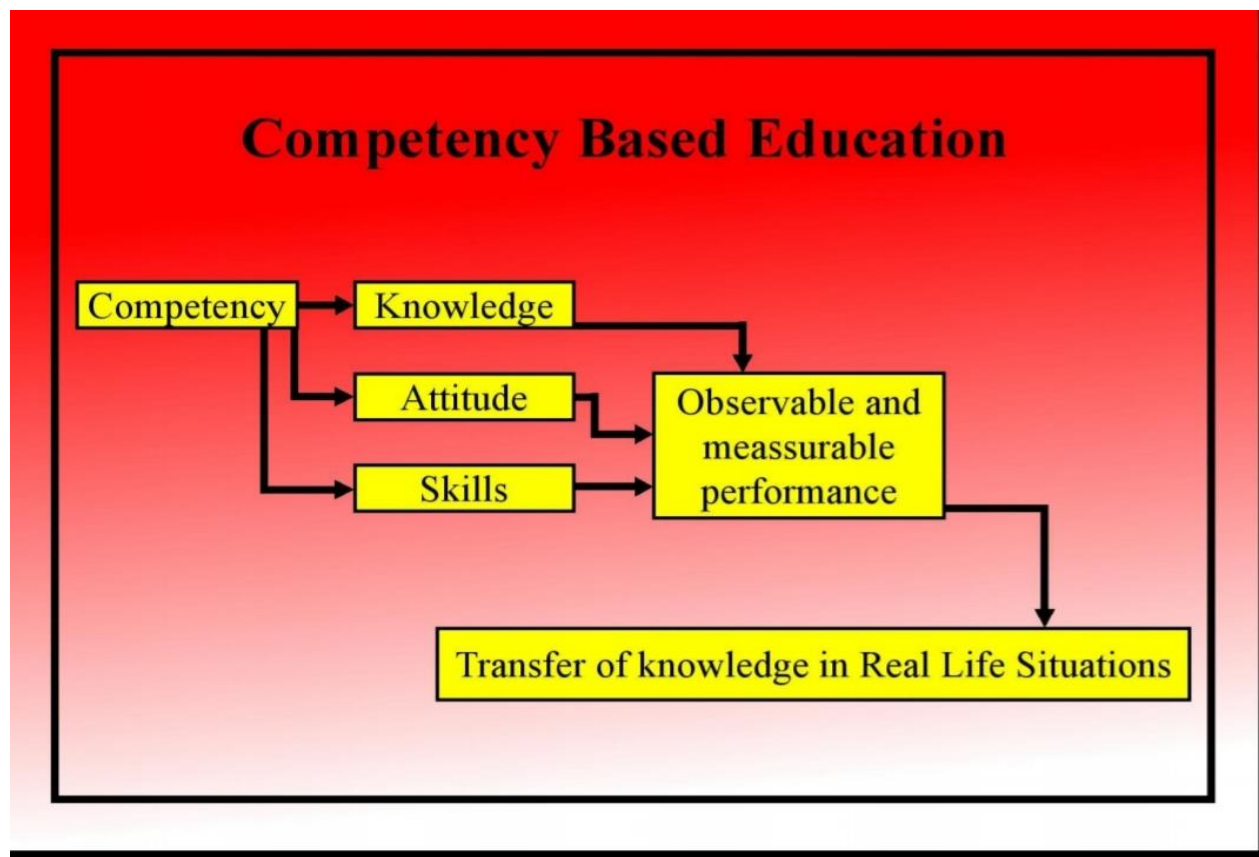 Competency Based Education
Competency
Knowledge
Attitude
Skills
Observable and
meassurable
performance
Transfer of knowledge in Real Life Situations